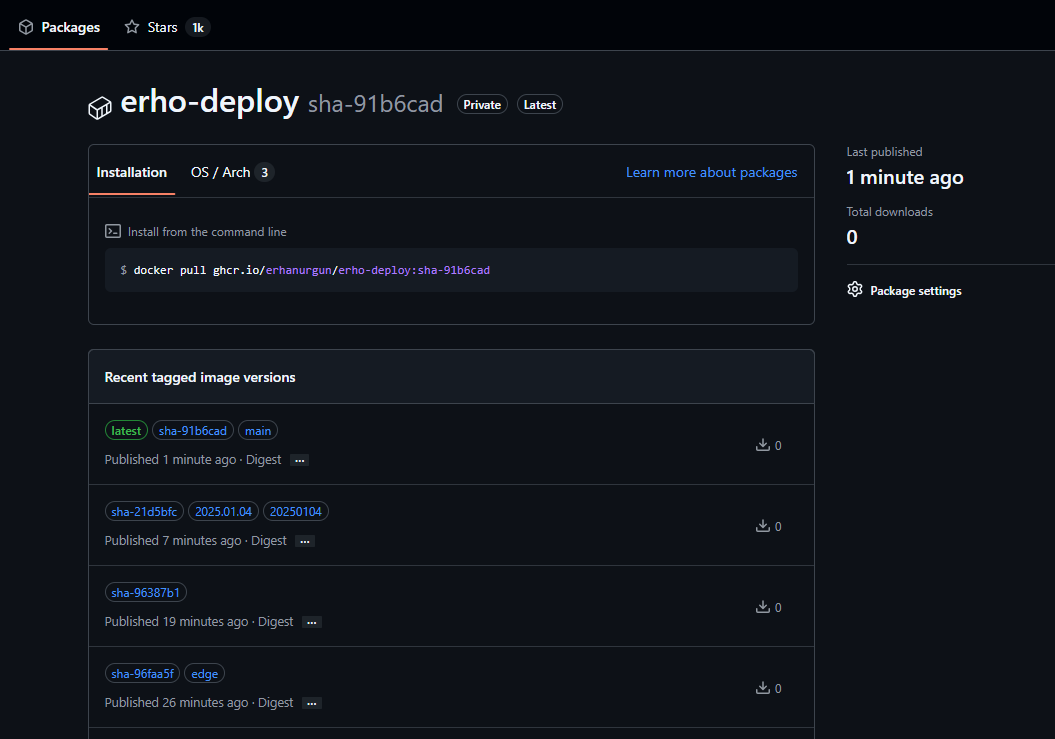 Packages Stars 1k
erho-deploy sha-91b6cad Private Latest
Installation OS / Arch 3 Learn more about packages
Install from the command line
$ docker pull ghcr.io/erhanurgun/erho-deploy:sha-91b6cad
Last published
1 minute ago
Total downloads
0
Package settings
Recent tagged image versions
latest sha-91b6cad main
Published 1 minute ago · Digest ...
0
sha-21d5bfc 2025.01.04 20250104
Published 7 minutes ago · Digest ...
0
sha-96387b1
Published 19 minutes ago · Digest ...
0
sha-96faa5f edge
Published 26 minutes ago · Digest ...
0